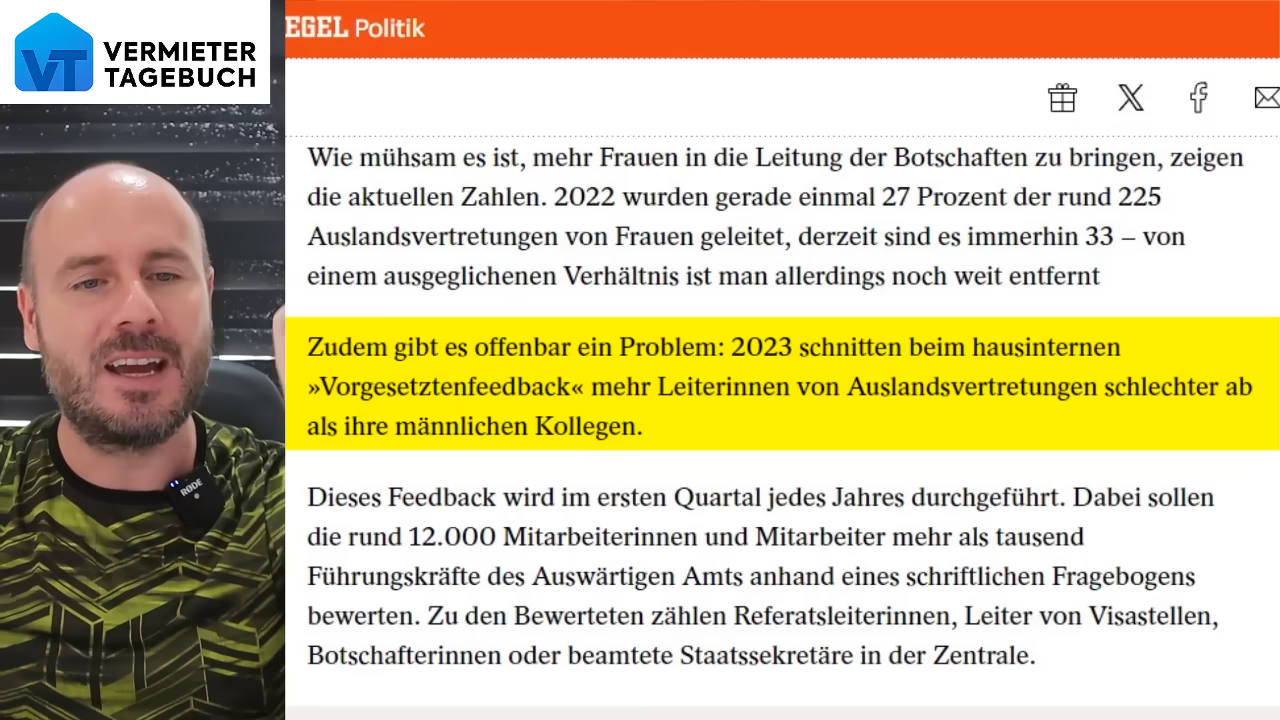 VT VERMIETER
TAGEBUCH
EGEL Politik
Wie mühsam es ist, mehr Frauen in die Leitung der Botschaften zu bringen, zeigen
die aktuellen Zahlen. 2022 wurden gerade einmal 27 Prozent der rund 225
Auslandsvertretungen von Frauen geleitet, derzeit sind es immerhin 33 – von
einem ausgeglichenen Verhältnis ist man allerdings noch weit entfernt
Zudem gibt es offenbar ein Problem: 2023 schnitten beim hausinternen
»Vorgesetztenfeedback« mehr Leiterinnen von Auslandsvertretungen schlechter ab
als ihre männlichen Kollegen.
Dieses Feedback wird im ersten Quartal jedes Jahres durchgeführt. Dabei sollen
die rund 12.000 Mitarbeiterinnen und Mitarbeiter mehr als tausend
Führungskräfte des Auswärtigen Amts anhand eines schriftlichen Fragebogens
bewerten. Zu den Bewerteten zählen Referatsleiterinnen, Leiter von Visastellen,
Botschafterinnen oder beamtete Staatssekretäre in der Zentrale.
RODE